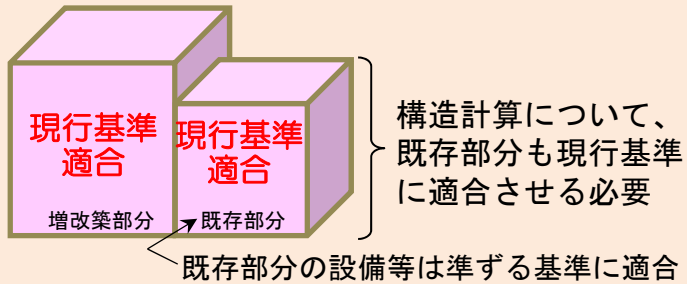 現行基準
適合
増改築部分
現行基準
適合
既存部分
構造計算について、
既存部分も現行基準
に適合させる必要
既存部分の設備等は準ずる基準に適合